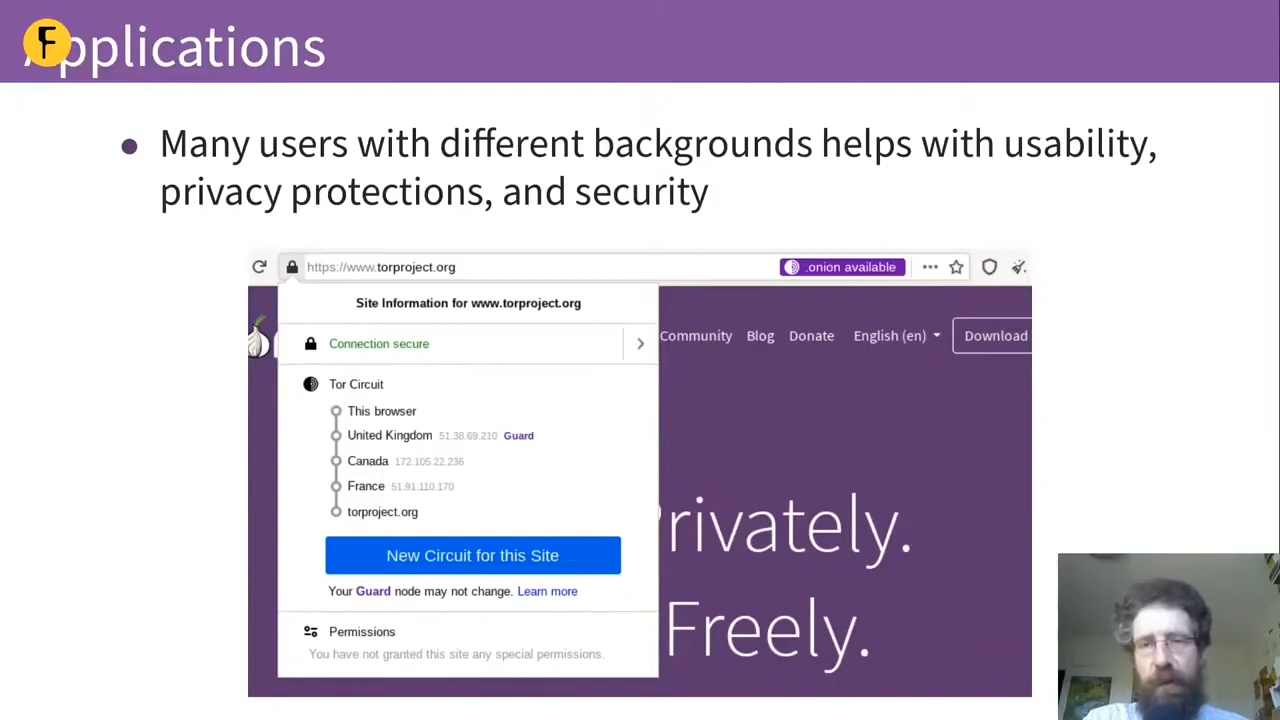 Applications
Many users with different backgrounds helps with usability,
privacy protections, and security
https://www.torproject.org
.onion available
Site Information for www.torproject.org
Connection secure
Community Blog Donate English (en) Download
Tor Circuit
This browser
United Kingdom 51.38.69.210 Guard
Canada 172.105.22.236
France 51.91.110.170
torproject.org
New Circuit for this Site
Your Guard node may not change. Learn more
Permissions
You have not granted this site any special permissions.
Privately.
Freely.